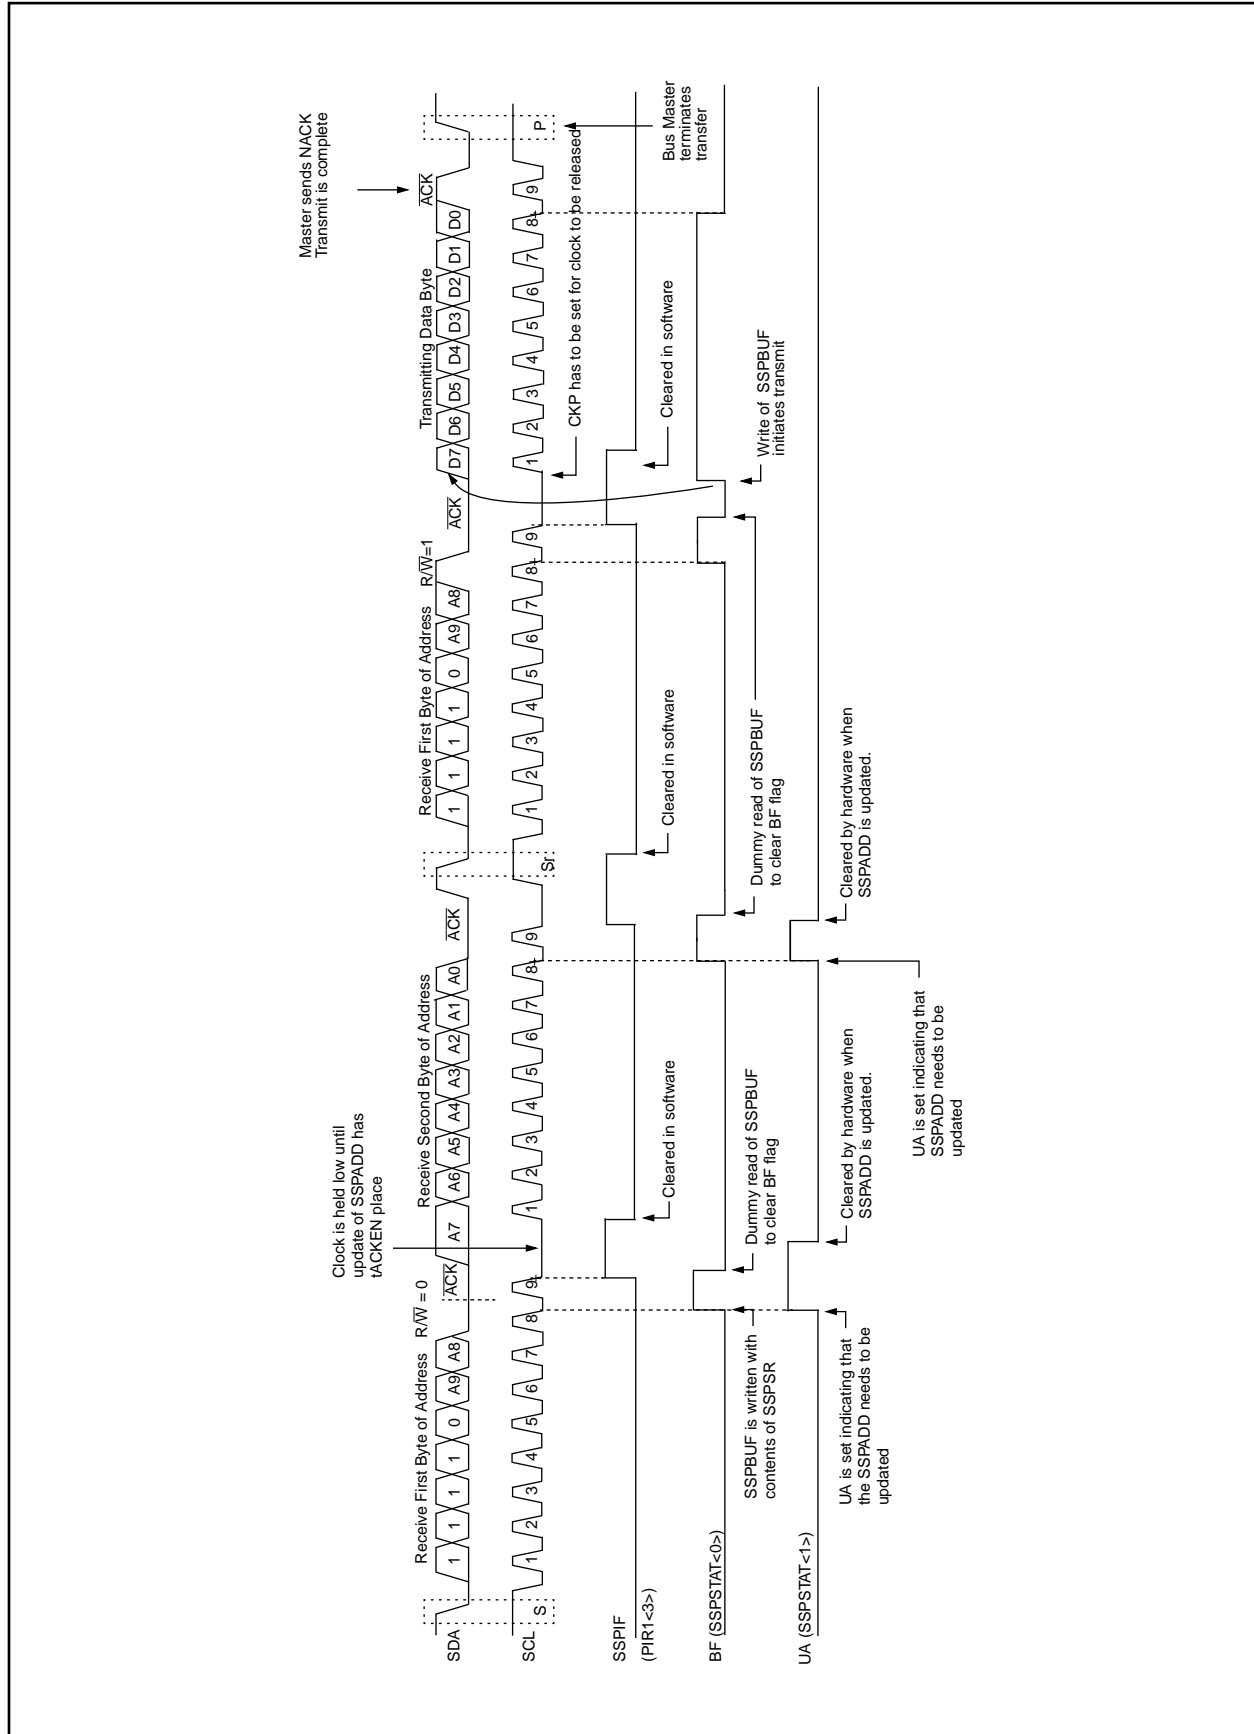 Master sends NACK
Transmit is complete
Clock is held low until
update of SSPADD has
tACKEN place
Receive First Byte of Address R/W = 0
Receive Second Byte of Address
Receive First Byte of Address R/W=1
Transmitting Data Byte
SDA 1 1 1 1 0 A9 A8 ACK A7 A6 A5 A4 A3 A2 A1 A0 ACK 1 1 1 1 0 A9 A8 ACK D7 D6 D5 D4 D3 D2 D1 D0 ACK
SCL S 1 2 3 4 5 6 7 8 9 1 2 3 4 5 6 7 8 9 Sr 1 2 3 4 5 6 7 8 9 1 2 3 4 5 6 7 8 9 P
CKP has to be set for clock to be released
SSPIF
(PIR1<3>)
Cleared in software
Cleared in software
Cleared in software
Bus Master
terminates
transfer
BF (SSPSTAT<0>)
SSPBUF is written with
contents of SSPSR
Dummy read of SSPBUF
to clear BF flag
Dummy read of SSPBUF
to clear BF flag
Write of SSPBUF
initiates transmit
UA (SSPSTAT<1>)
UA is set indicating that
the SSPADD needs to be
updated
Cleared by hardware when
SSPADD is updated.
UA is set indicating that
SSPADD needs to be
updated
Cleared by hardware when
SSPADD is updated.